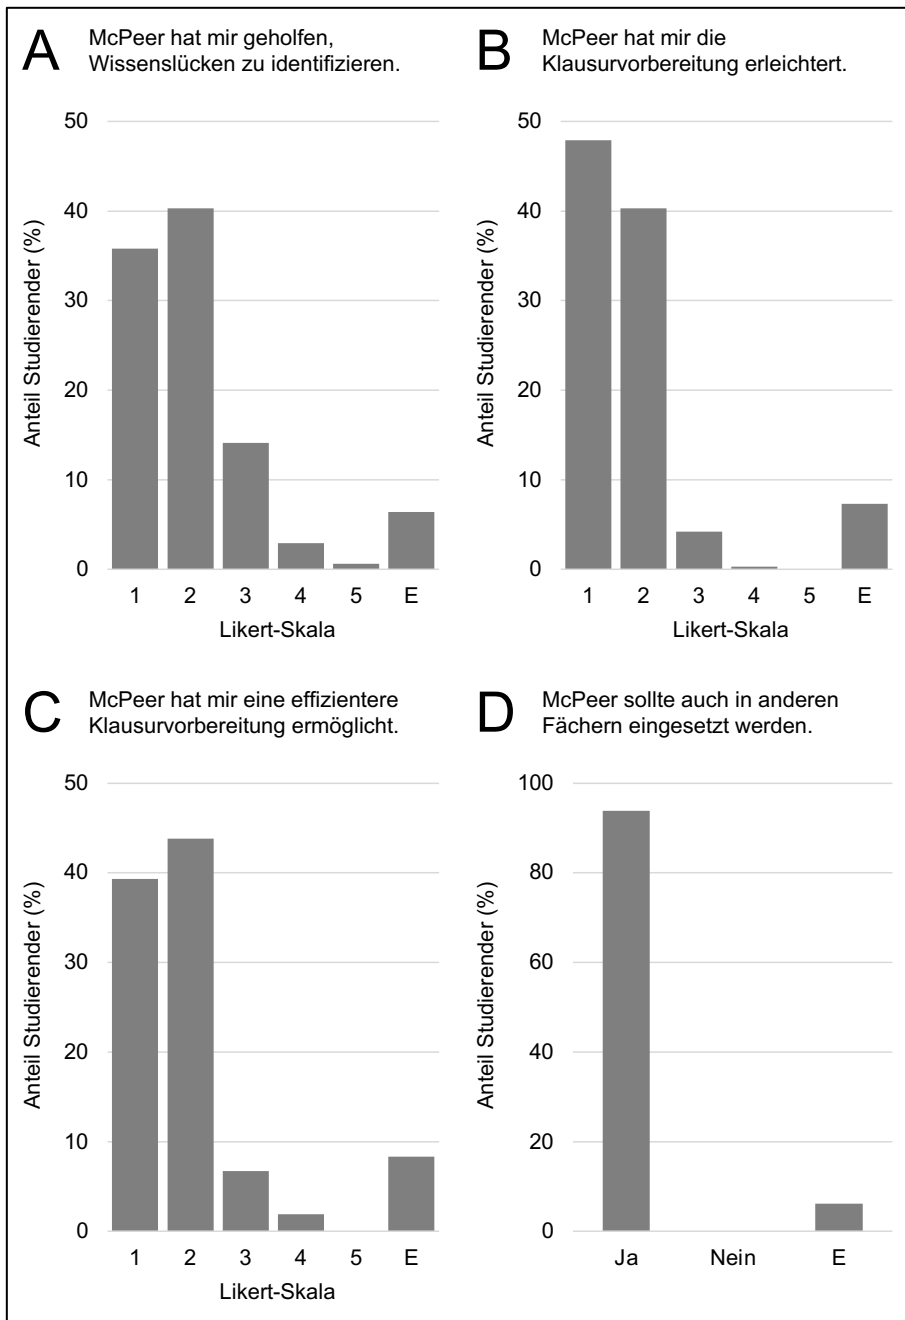 A
McPeer hat mir geholfen,
Wissenslücken zu identifizieren.
Anteil Studierender (%)
50
40
30
20
10
0
1 2 3 4 5 E
Likert-Skala
B
McPeer hat mir die
Klausurvorbereitung erleichtert.
Anteil Studierender (%)
50
40
30
20
10
0
1 2 3 4 5 E
Likert-Skala
C
McPeer hat mir eine effizientere
Klausurvorbereitung ermöglicht.
Anteil Studierender (%)
50
40
30
20
10
0
1 2 3 4 5 E
Likert-Skala
D
McPeer sollte auch in anderen
Fächern eingesetzt werden.
Anteil Studierender (%)
100
80
60
40
20
0
Ja Nein E